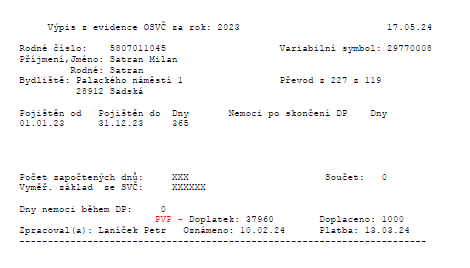 Výpis z evidence OSVČ za rok: 2023 17.05.24
Rodné číslo: 5807011045 Variabilní symbol: 29770008
Příjmení,Jméno: Satran Milan
Rodné: Satran
Bydliště: Palackého náměstí 1 Převod z 227 z 119
28912 Sadská
Pojištěn od Pojištěn do Dny Nemoci po skončení DP Dny
01.01.23 31.12.23 365
Počet započtených dnů: XXX Součet: 0
Vyměř. základ ze SVČ: XXXXXX
Dny nemoci během DP: 0
PVP - Doplatek: 37960 Doplaceno: 1000
Zpracoval(a): Laníček Petr Oznámeno: 10.02.24 Platba: 13.03.24
------------------------------------------------------------------------